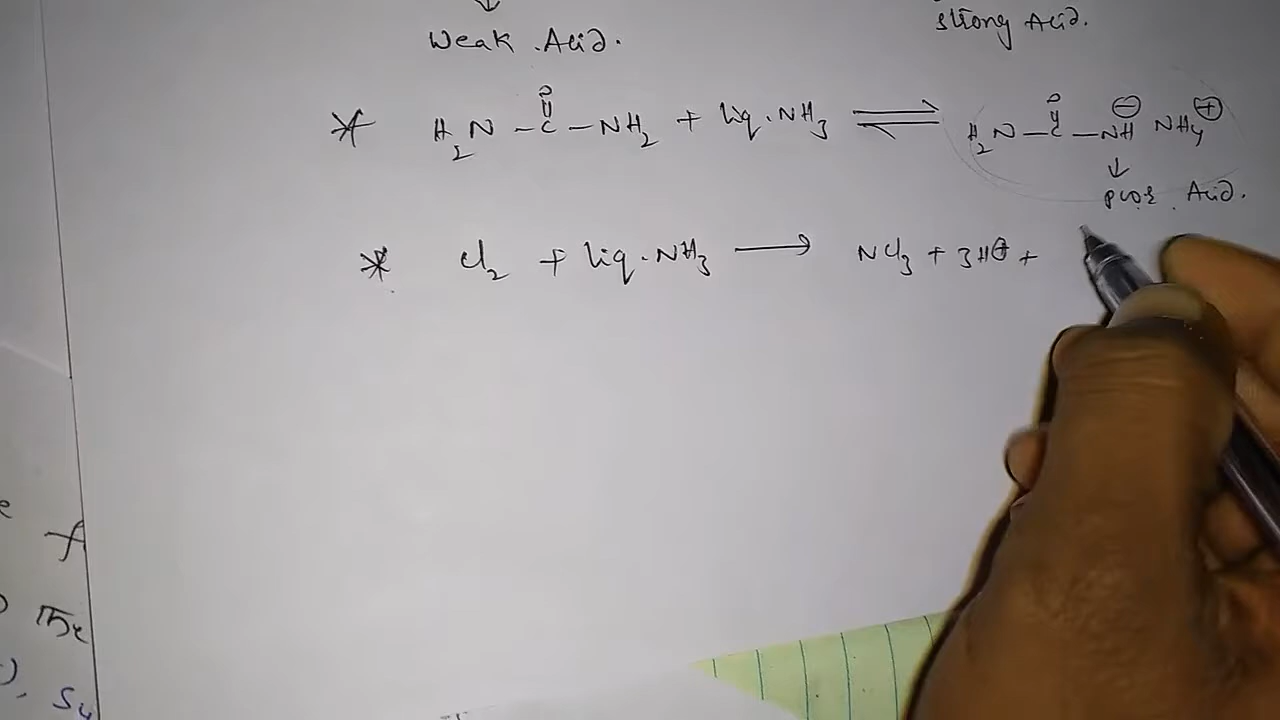 ↓ strong Acid.
Weak Acid.
O O
* H2N - C - NH2 + liq. NH3 ⇌ H2N - C - NH⊖ NH4⊕
↓
poor Acid.
* Cl2 + liq. NH3 ⟶ NCl3 + 3H⊕ +